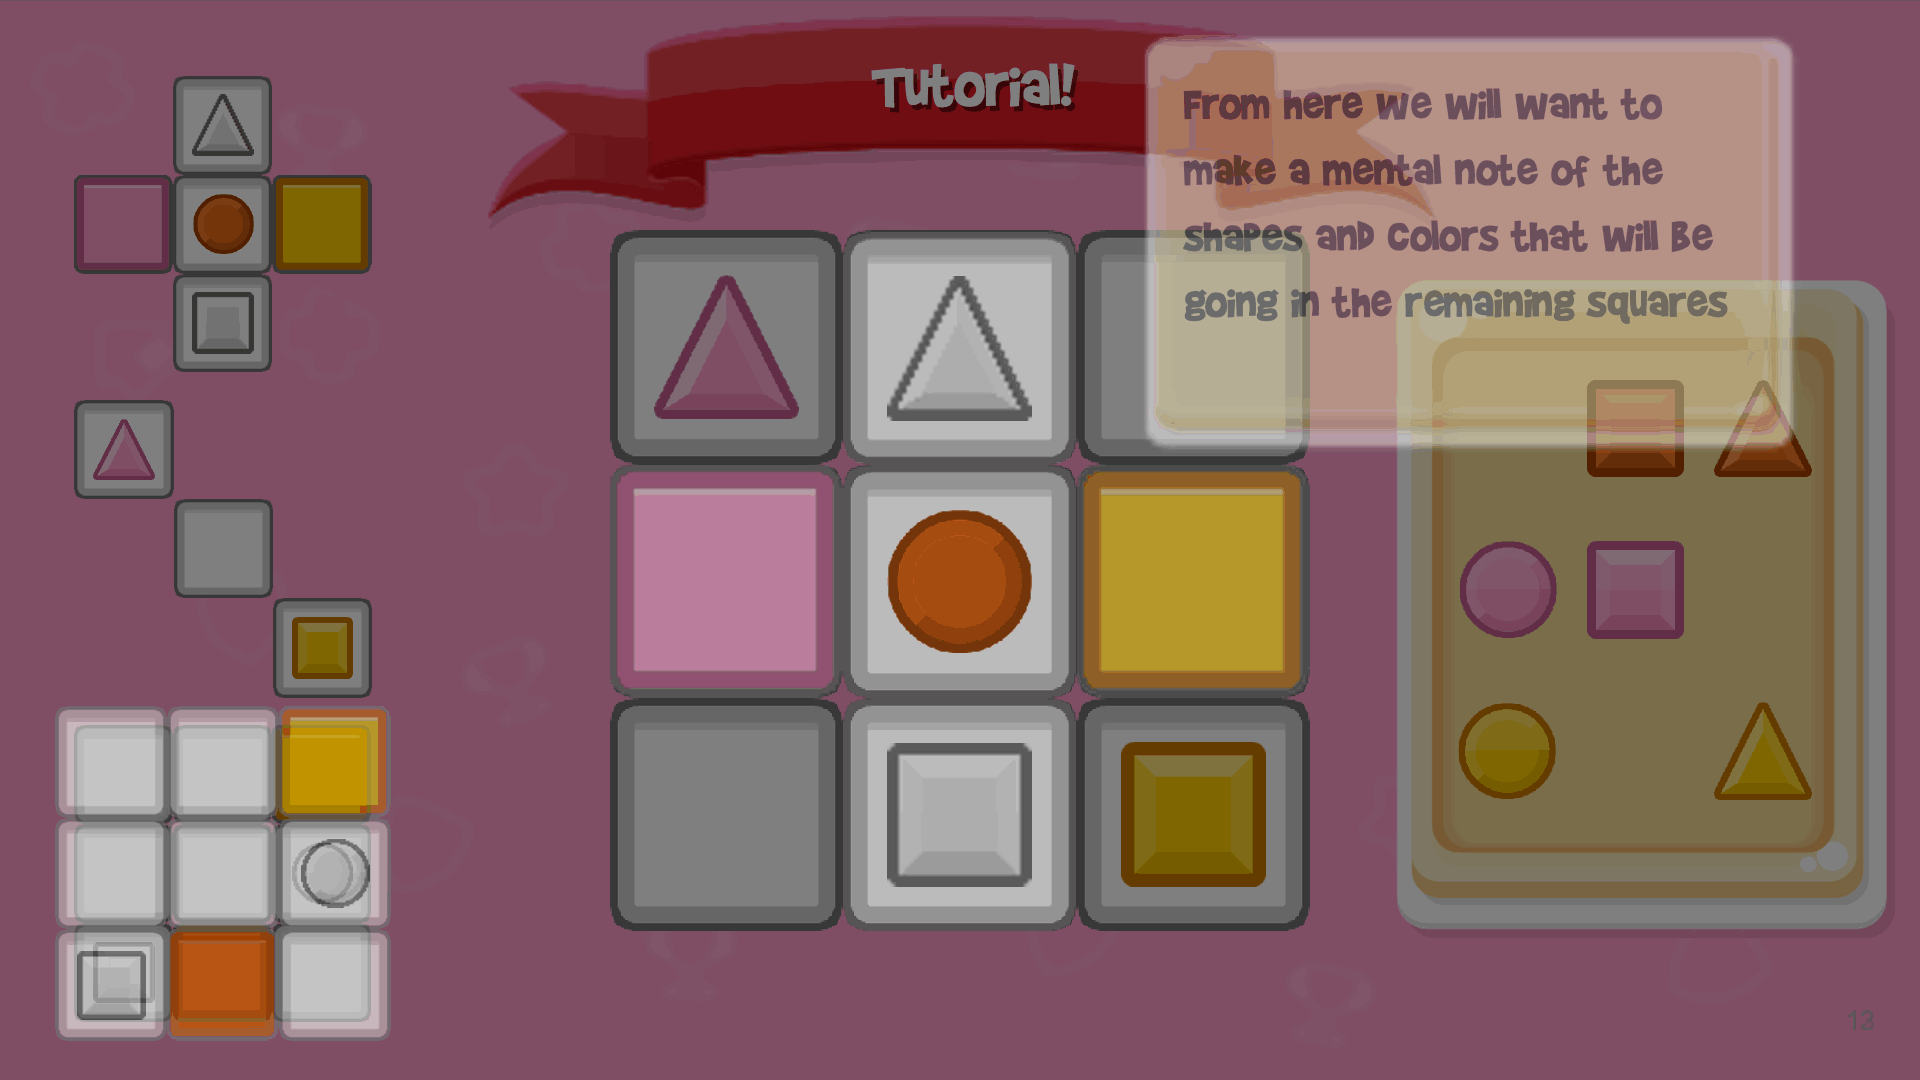 Tutorial!
From here we will want to
make a mental note of the
shapes and colors that will be
going in the remaining squares
13